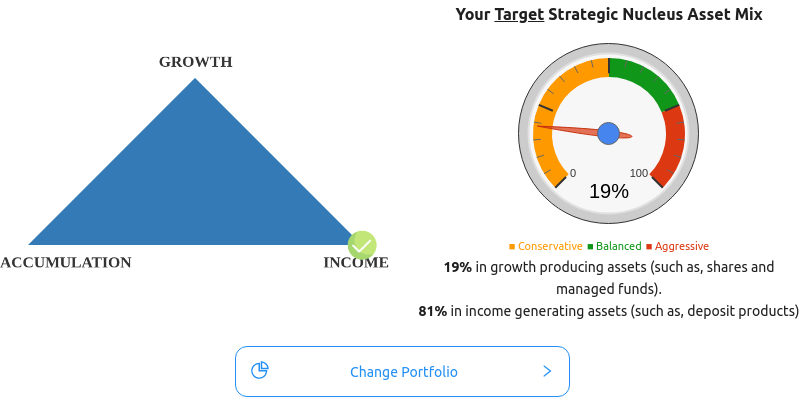 Your Target Strategic Nucleus Asset Mix
GROWTH
ACCUMULATION
INCOME
0
100
19%
Conservative Balanced Aggressive
19% in growth producing assets (such as, shares and
managed funds).
81% in income generating assets (such as, deposit products)
Change Portfolio